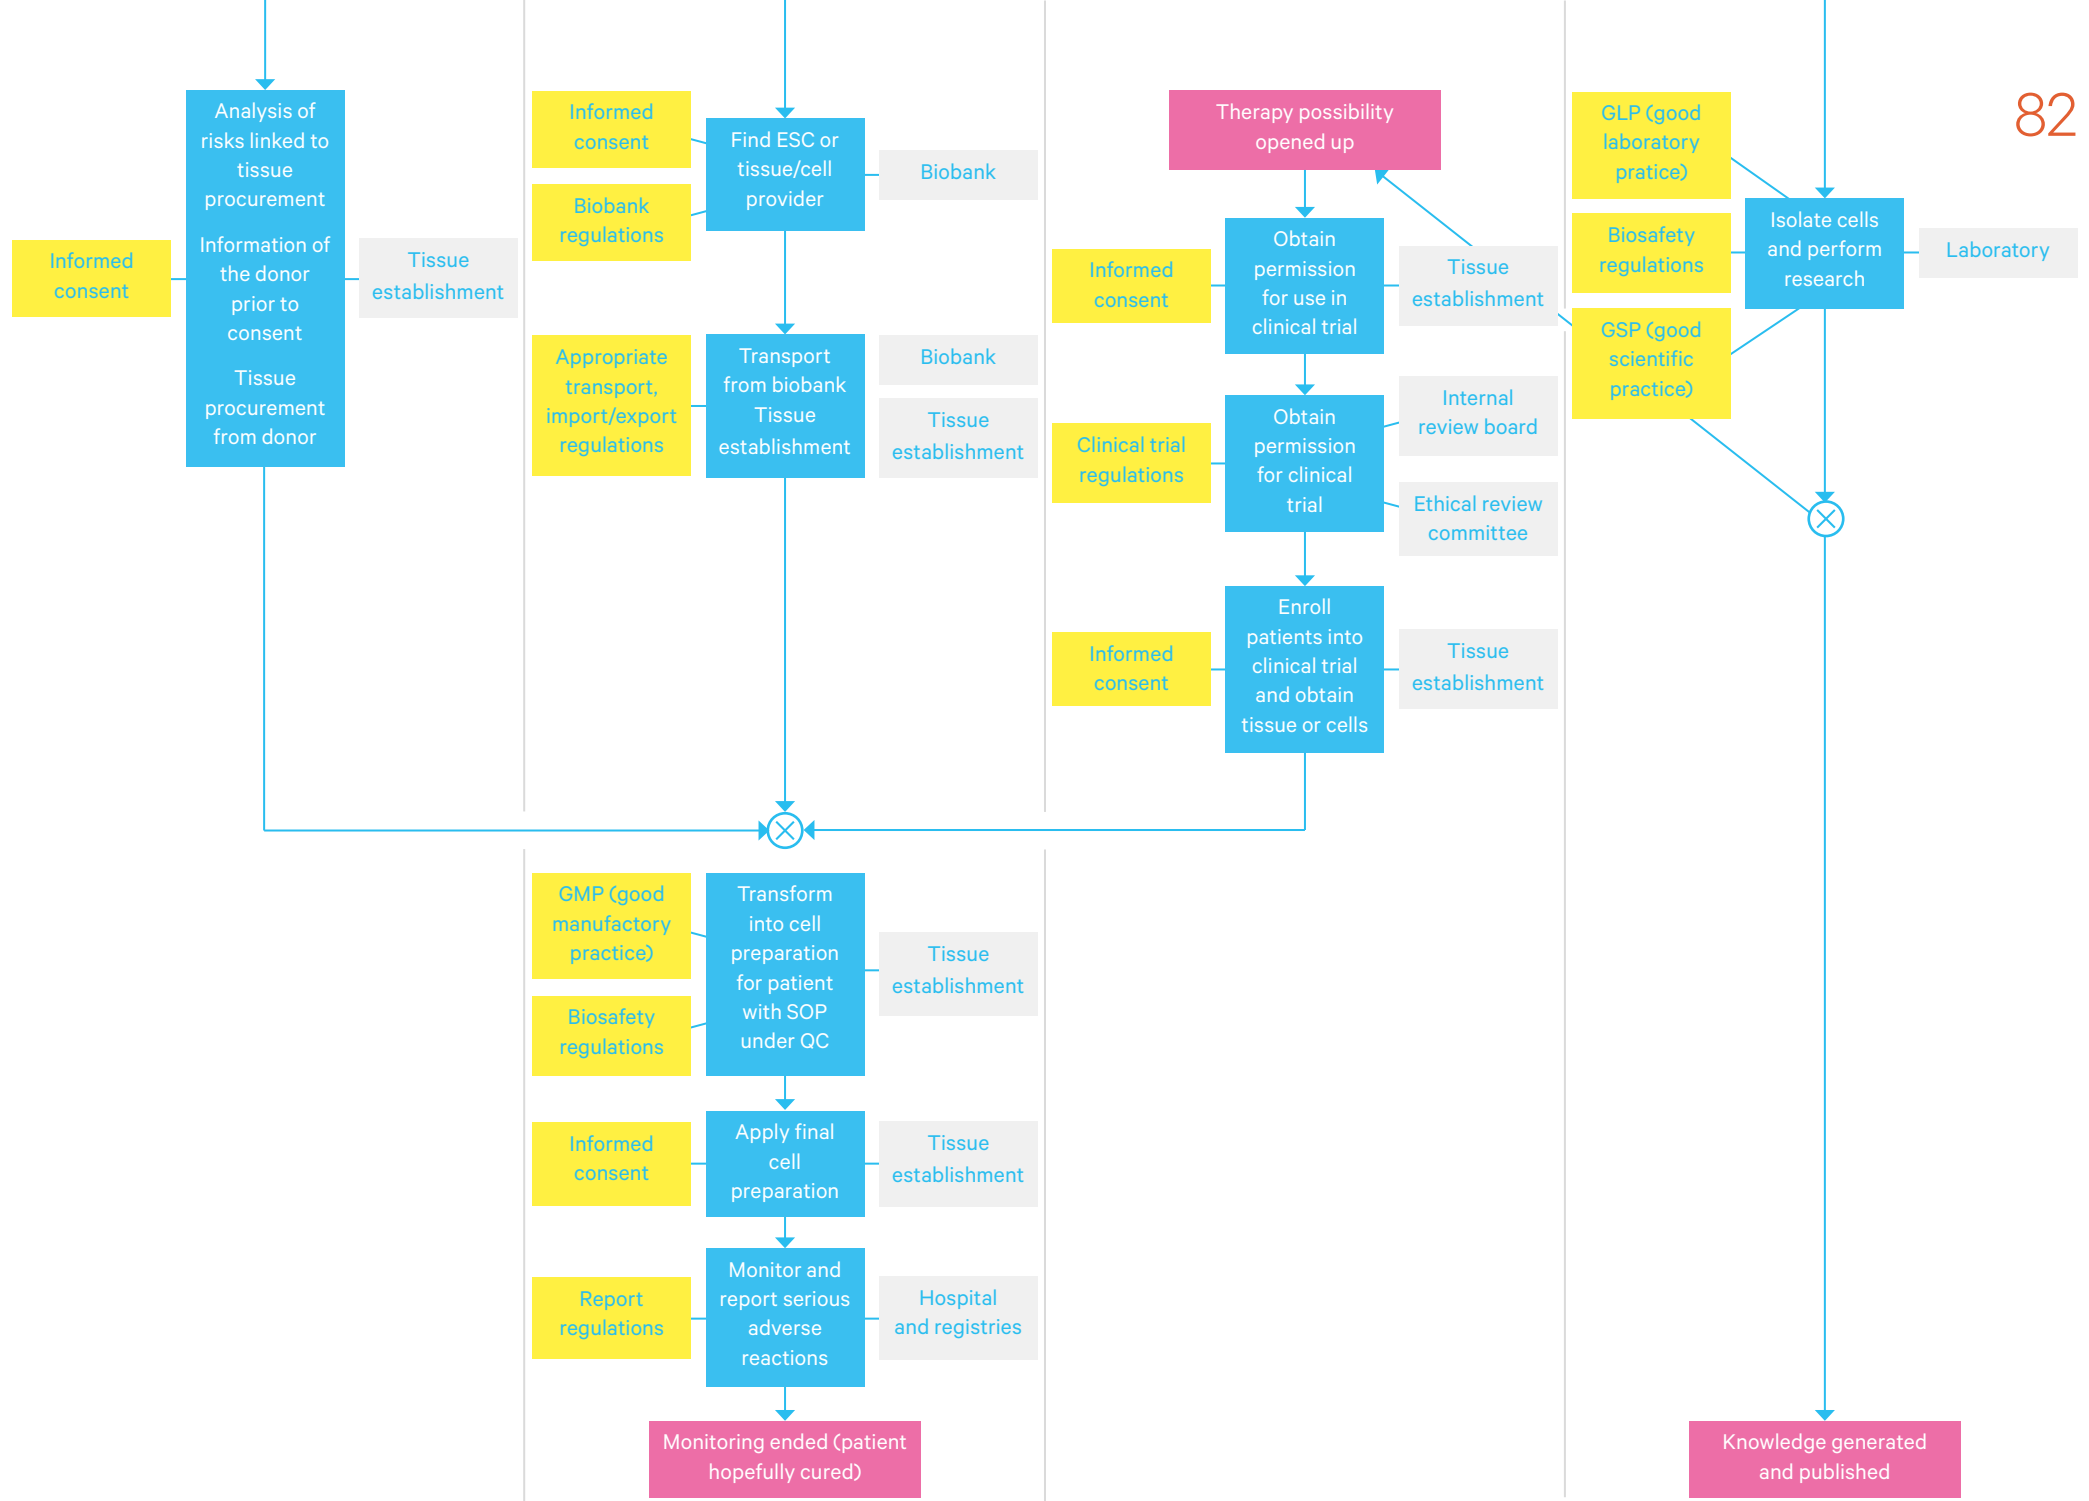 82
Analysis of
risks linked to
tissue
procurement
Information of
the donor
prior to
consent
Tissue
procurement
from donor
Informed
consent
Tissue
establishment
Informed
consent
Biobank
regulations
Find ESC or
tissue/cell
provider
Biobank
Appropriate
transport,
import/export
regulations
Transport
from biobank
Tissue
establishment
Biobank
Tissue
establishment
Therapy possibility
opened up
Informed
consent
Obtain
permission
for use in
clinical trial
Tissue
establishment
Clinical trial
regulations
Obtain
permission
for clinical
trial
Internal
review board
Ethical review
committee
Informed
consent
Enroll
patients into
clinical trial
and obtain
tissue or cells
Tissue
establishment
GLP (good
laboratory
pratice)
Biosafety
regulations
GSP (good
scientific
practice)
Isolate cells
and perform
research
Laboratory
GMP (good
manufactory
practice)
Biosafety
regulations
Transform
into cell
preparation
for patient
with SOP
under QC
Tissue
establishment
Informed
consent
Apply final
cell
preparation
Tissue
establishment
Report
regulations
Monitor and
report serious
adverse
reactions
Hospital
and registries
Monitoring ended (patient
hopefully cured)
Knowledge generated
and published